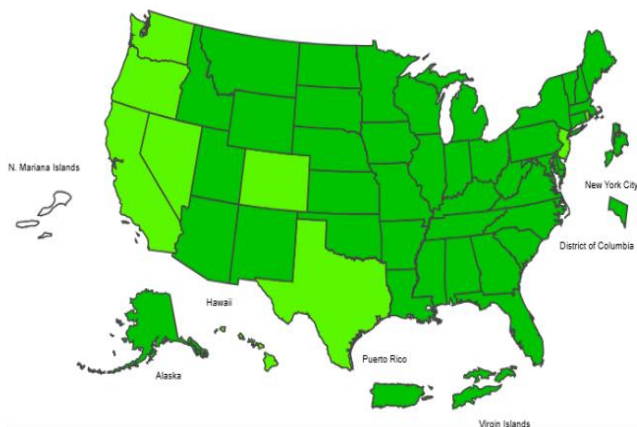 N. Mariana Islands
New York City
District of Columbia
Hawaii
Puerto Rico
Alaska
Virgin Islands